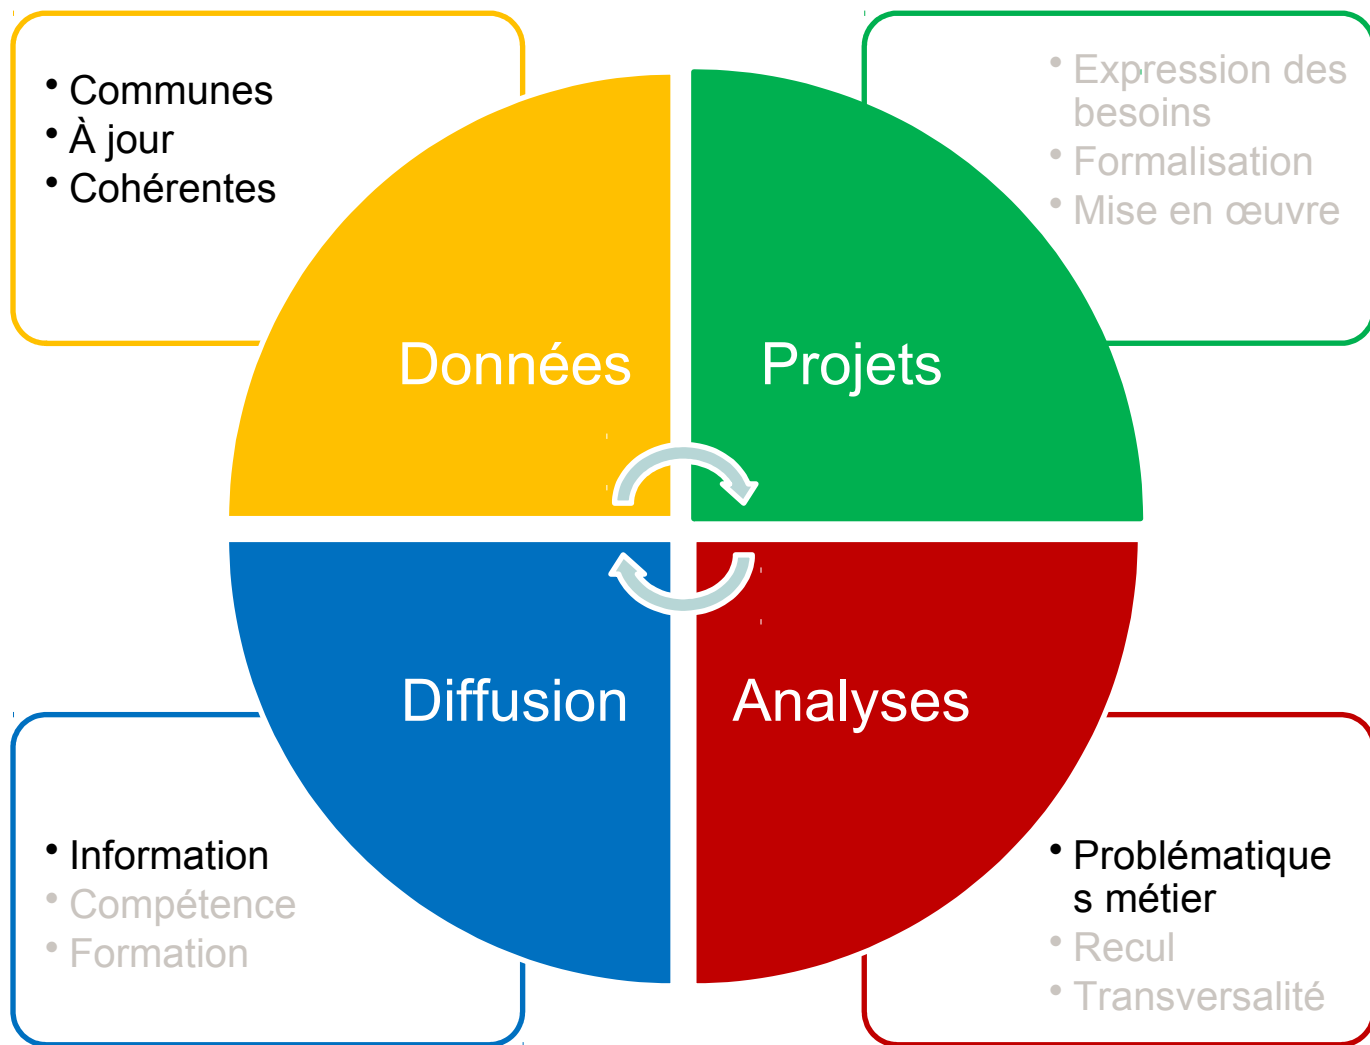 • Communes
• À jour
• Cohérentes
• Expression des
besoins
• Formalisation
• Mise en œuvre
Données
Projets
Diffusion
Analyses
• Information
• Compétence
• Formation
• Problématique
s métier
• Recul
• Transversalité